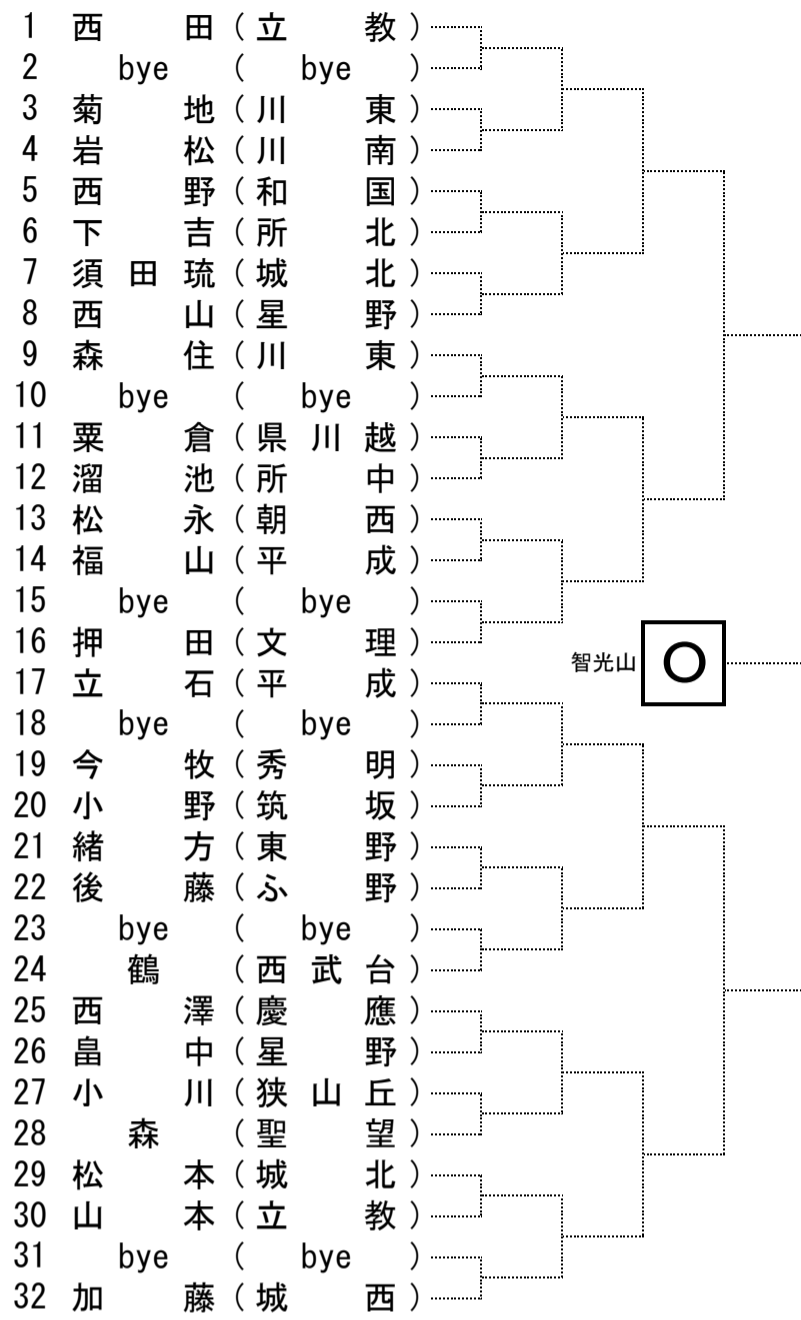 1 西田(立教)
2 bye(bye)
3 菊地(川東)
4 岩松(川南)
5 西野(和国)
6 下吉(所北)
7 須田琉(城北)
8 西山(星野)
9 森住(川東)
10 bye(bye)
11 粟倉(県川越)
12 溜池(所中)
13 松永(朝西)
14 福山(平成)
15 bye(bye)
16 押田(文理)
智光山 O
17 立石(平成)
18 bye(bye)
19 今牧(秀明)
20 小野(筑坂)
21 緒方(東野)
22 後藤(ふ野)
23 bye(bye)
24 鶴(西武台)
25 西澤(慶應)
26 畠中(星野)
27 小川(狭山丘)
28 森(聖望)
29 松本(城北)
30 山本(立教)
31 bye(bye)
32 加藤(城西)